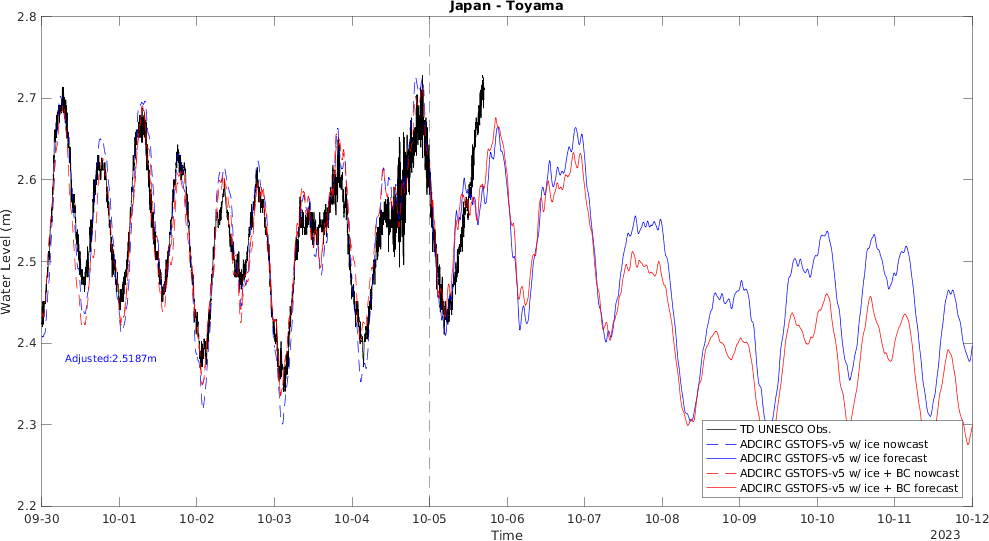 Japan - Toyama
2.8
2.7
2.6
2.5
2.4
2.3
2.2
Water Level (m)
Adjusted:2.5187m
TD UNESCO Obs.
ADCIRC GSTOFS-v5 w/ ice nowcast
ADCIRC GSTOFS-v5 w/ ice forecast
ADCIRC GSTOFS-v5 w/ ice + BC nowcast
ADCIRC GSTOFS-v5 w/ ice + BC forecast
09-30 10-01 10-02 10-03 10-04 10-05 10-06 10-07 10-08 10-09 10-10 10-11 10-12
Time
2023